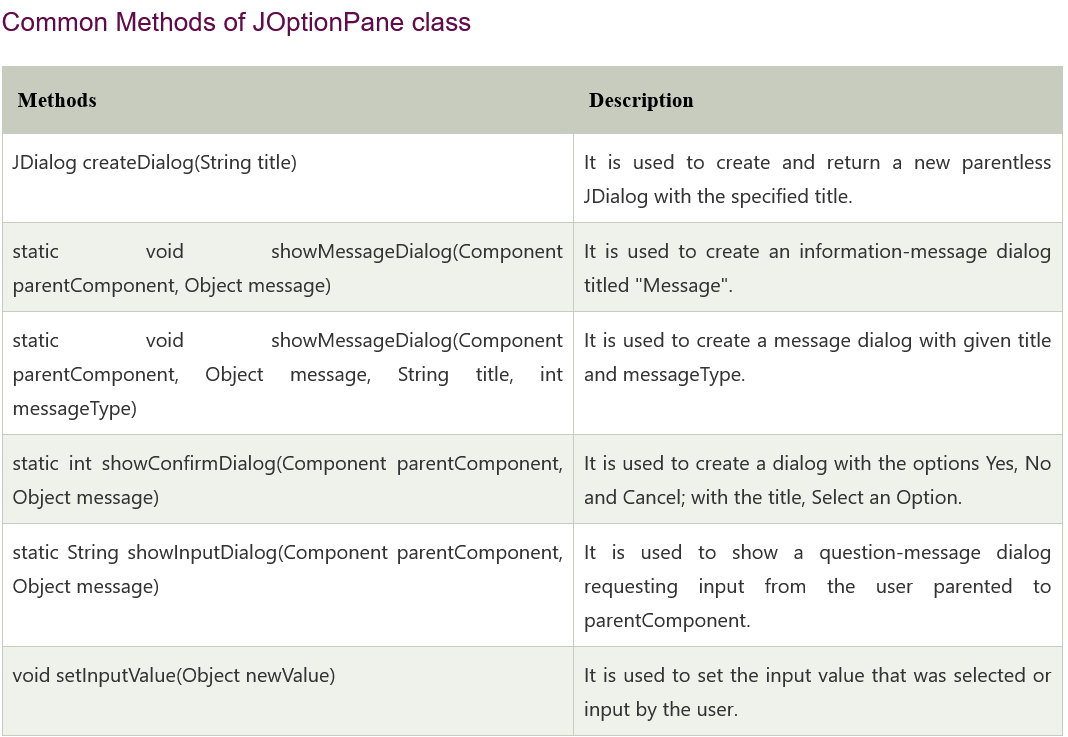 Common Methods of JOptionPane class
Methods
Description
JDialog createDialog(String title)
It is used to create and return a new parentless
JDialog with the specified title.
static void showMessageDialog(Component
parentComponent, Object message)
It is used to create an information-message dialog
titled "Message".
static void showMessageDialog(Component
parentComponent, Object message, String title, int
messageType)
It is used to create a message dialog with given title
and messageType.
static int showConfirmDialog(Component parentComponent,
Object message)
It is used to create a dialog with the options Yes, No
and Cancel; with the title, Select an Option.
static String showInputDialog(Component parentComponent,
Object message)
It is used to show a question-message dialog
requesting input from the user parented to
parentComponent.
void setInputValue(Object newValue)
It is used to set the input value that was selected or
input by the user.